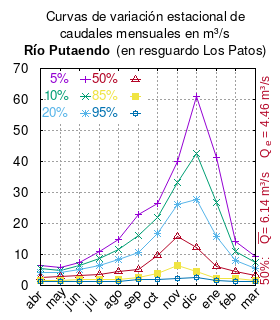 Curvas de variación estacional de
caudales mensuales en m³/s
Río Putaendo (en resguardo Los Patos)
70
60
50
40
30
20
10
0
5% 50%
10% 85%
20% 95%
abr may jun jul ago sep oct nov dic ene feb mar
50%: Q=6.14 m³/s Qe = 4.46 m³/s